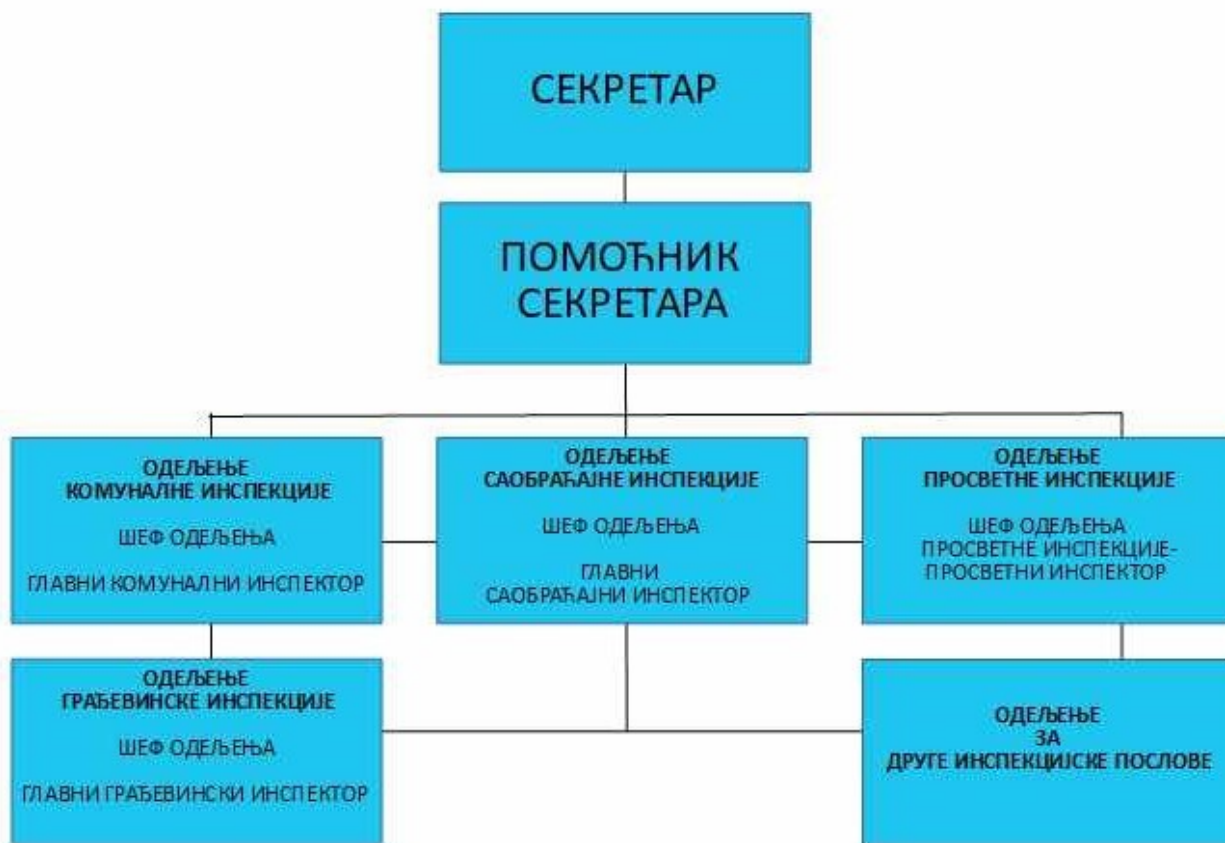 СЕКРЕТАР
ПОМОЋНИК
СЕКРЕТАРА
ОДЕЉЕЊЕ
КОМУНАЛНЕ ИНСПЕКЦИЈЕ
ШЕФ ОДЕЉЕЊА
ГЛАВНИ КОМУНАЛНИ ИНСПЕКТОР
ОДЕЉЕЊЕ
САОБРАЋАЈНЕ ИНСПЕКЦИЈЕ
ШЕФ ОДЕЉЕЊА
ГЛАВНИ
САОБРАЋАЈНИ ИНСПЕКТОР
ОДЕЉЕЊЕ
ПРОСВЕТНЕ ИНСПЕКЦИЈЕ
ШЕФ ОДЕЉЕЊА
ПРОСВЕТНЕ ИНСПЕКЦИЈЕ-
ПРОСВЕТНИ ИНСПЕКТОР
ОДЕЉЕЊЕ
ГРАЂЕВИНСКЕ ИНСПЕКЦИЈЕ
ШЕФ ОДЕЉЕЊА
ГЛАВНИ ГРАЂЕВИНСКИ ИНСПЕКТОР
ОДЕЉЕЊЕ
ЗА
ДРУГЕ ИНСПЕКЦИЈСКЕ ПОСЛОВЕ